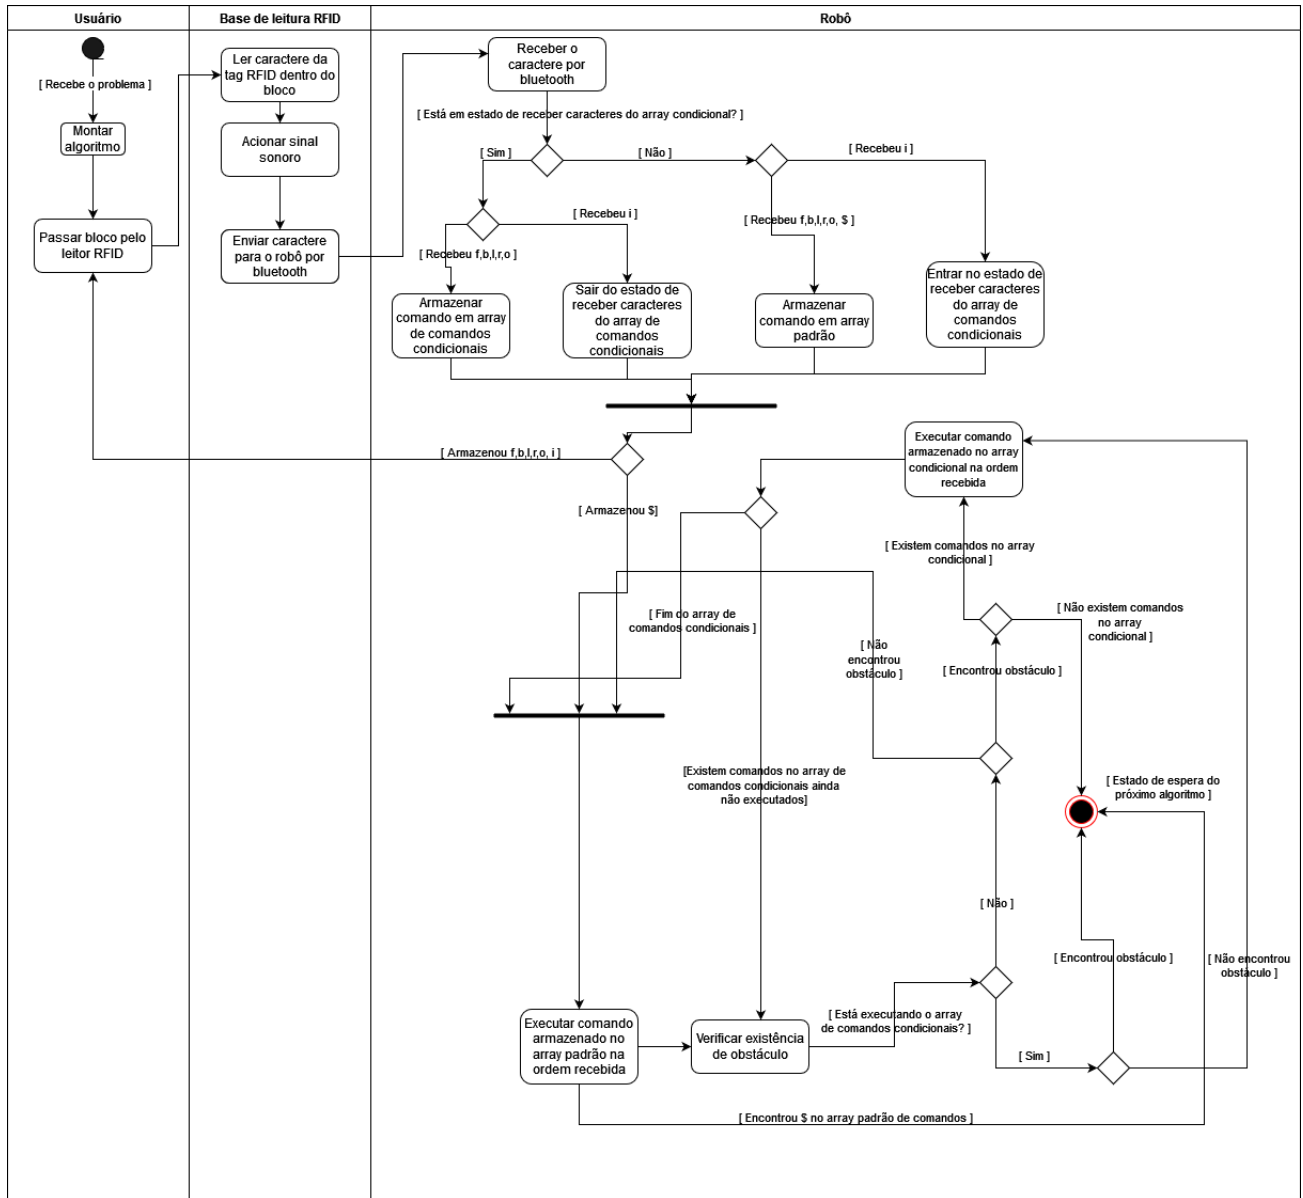 Usuário
Base de leitura RFID
Robô
[ Recebe o problema ]
Montar
algoritmo
Passar bloco pelo
leitor RFID
Ler caractere da
tag RFID dentro do
bloco
Acionar sinal
sonoro
Enviar caractere
para o robô por
bluetooth
Receber o
caractere por
bluetooth
[ Está em estado de receber caracteres do array condicional? ]
[ Sim ]
[ Não ]
[ Recebeu i ]
[ Recebeu i ]
[ Recebeu f,b,l,r,o, $ ]
[ Recebeu f,b,l,r,o ]
Armazenar
comando em array
de comandos
condicionais
Sair do estado de
receber caracteres
do array de
comandos
condicionais
Armazenar
comando em array
padrão
Entrar no estado de
receber caracteres
do array de
comandos
condicionais
[ Armazenou f,b,l,r,o, i ]
[ Armazenou $]
Executar comando
armazenado no array
condicional na ordem
recebida
[ Existem comandos no array
condicional ]
[ Fim do array de
comandos condicionais ]
[ Não
encontrou
obstáculo ]
[ Não existem comandos
no array
condicional ]
[ Encontrou obstáculo ]
[Existem comandos no array de
comandos condicionais ainda
não executados]
[ Estado de espera do
próximo algoritmo ]
[ Não ]
[ Encontrou obstáculo ]
[ Não encontrou
obstáculo ]
Executar comando
armazenado no
array padrão na
ordem recebida
Verificar existência
de obstáculo
[ Está executando o array
de comandos condicionais? ]
[ Sim ]
[ Encontrou $ no array padrão de comandos ]